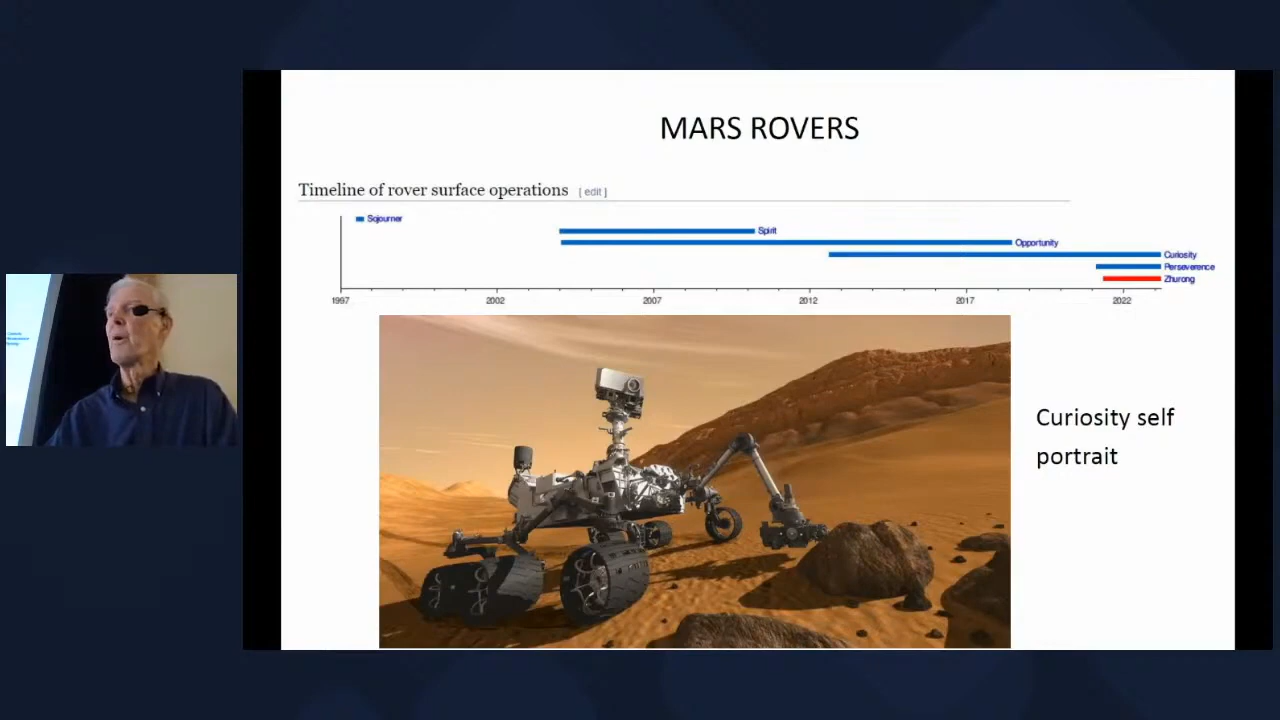 MARS ROVERS
Timeline of rover surface operations [ edit ]
Sojourner
Spirit
Opportunity
Curiosity
Perseverence
Zhurong
1997 2002 2007 2012 2017 2022
Curiosity self
portrait